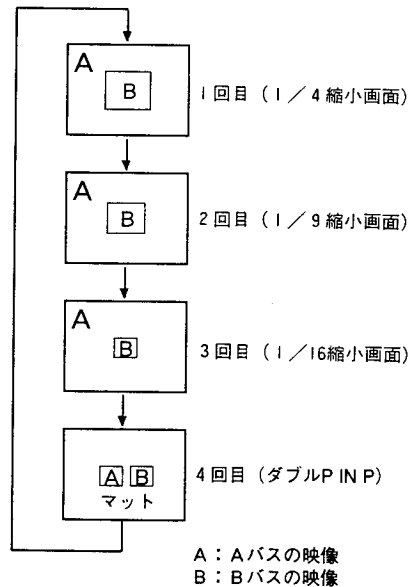 A
B
1回目(1/4縮小画面)
A
B
2回目(1/9縮小画面)
A
B
3回目(1/16縮小画面)
A B
マット
4回目(ダブルP IN P)
A:Aバスの映像
B:Bバスの映像